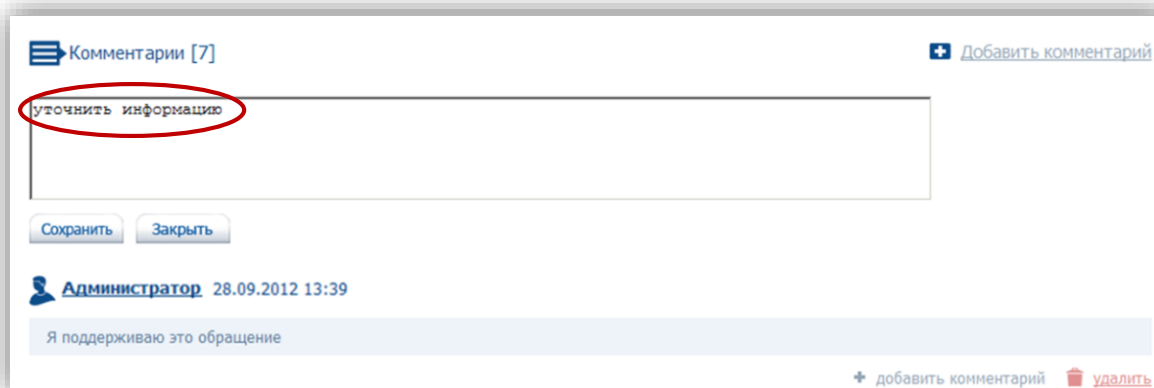 Комментарии [7]
Добавить комментарий
уточнить информацию
Сохранить Закрыть
Администратор 28.09.2012 13:39
Я поддерживаю это обращение
добавить комментарий удалить